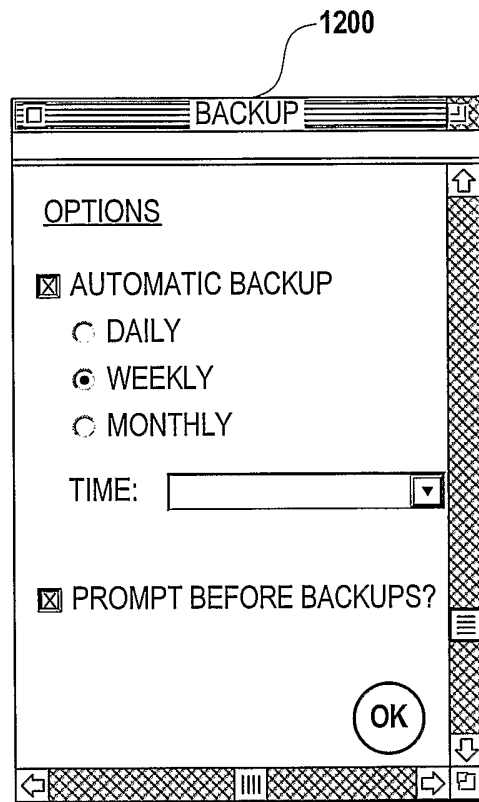 1200
BACKUP
OPTIONS
AUTOMATIC BACKUP
DAILY
WEEKLY
MONTHLY
TIME:
PROMPT BEFORE BACKUPS?
OK